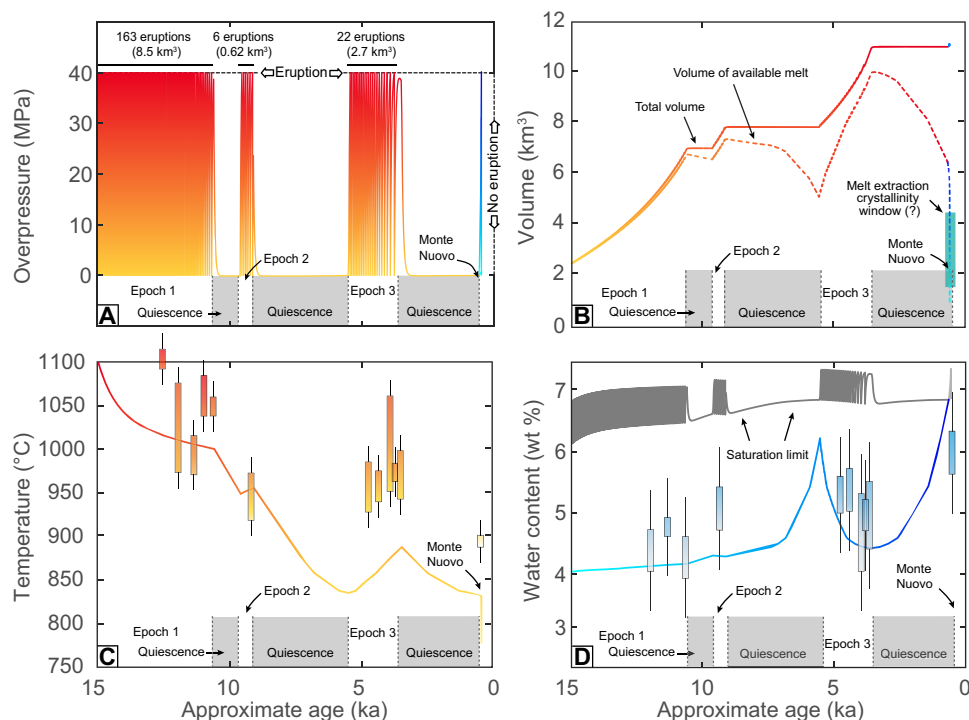 163 eruptions
(8.5 km³)
6 eruptions
(0.62 km³)
22 eruptions
(2.7 km³)
Eruption
No eruption
Overpressure (MPa)
50
40
30
20
10
0
Monte
Nuovo
Epoch 2
Epoch 1
Epoch 3
Quiescence
Quiescence
Quiescence
A
Volume (km³)
12
10
8
6
4
2
0
Volume of available melt
Total volume
Melt extraction
crystallinity
window (?)
Monte
Nuovo
Epoch 2
Epoch 1
Epoch 3
Quiescence
Quiescence
Quiescence
B
Temperature (°C)
1100
1050
1000
950
900
850
800
750
Monte
Nuovo
Epoch 2
Epoch 1
Epoch 3
Quiescence
Quiescence
Quiescence
C
15
10
5
0
Approximate age (ka)
Water content (wt %)
7
6
5
4
3
Saturation limit
Monte
Nuovo
Epoch 2
Epoch 1
Epoch 3
Quiescence
Quiescence
Quiescence
D
15
10
5
0
Approximate age (ka)